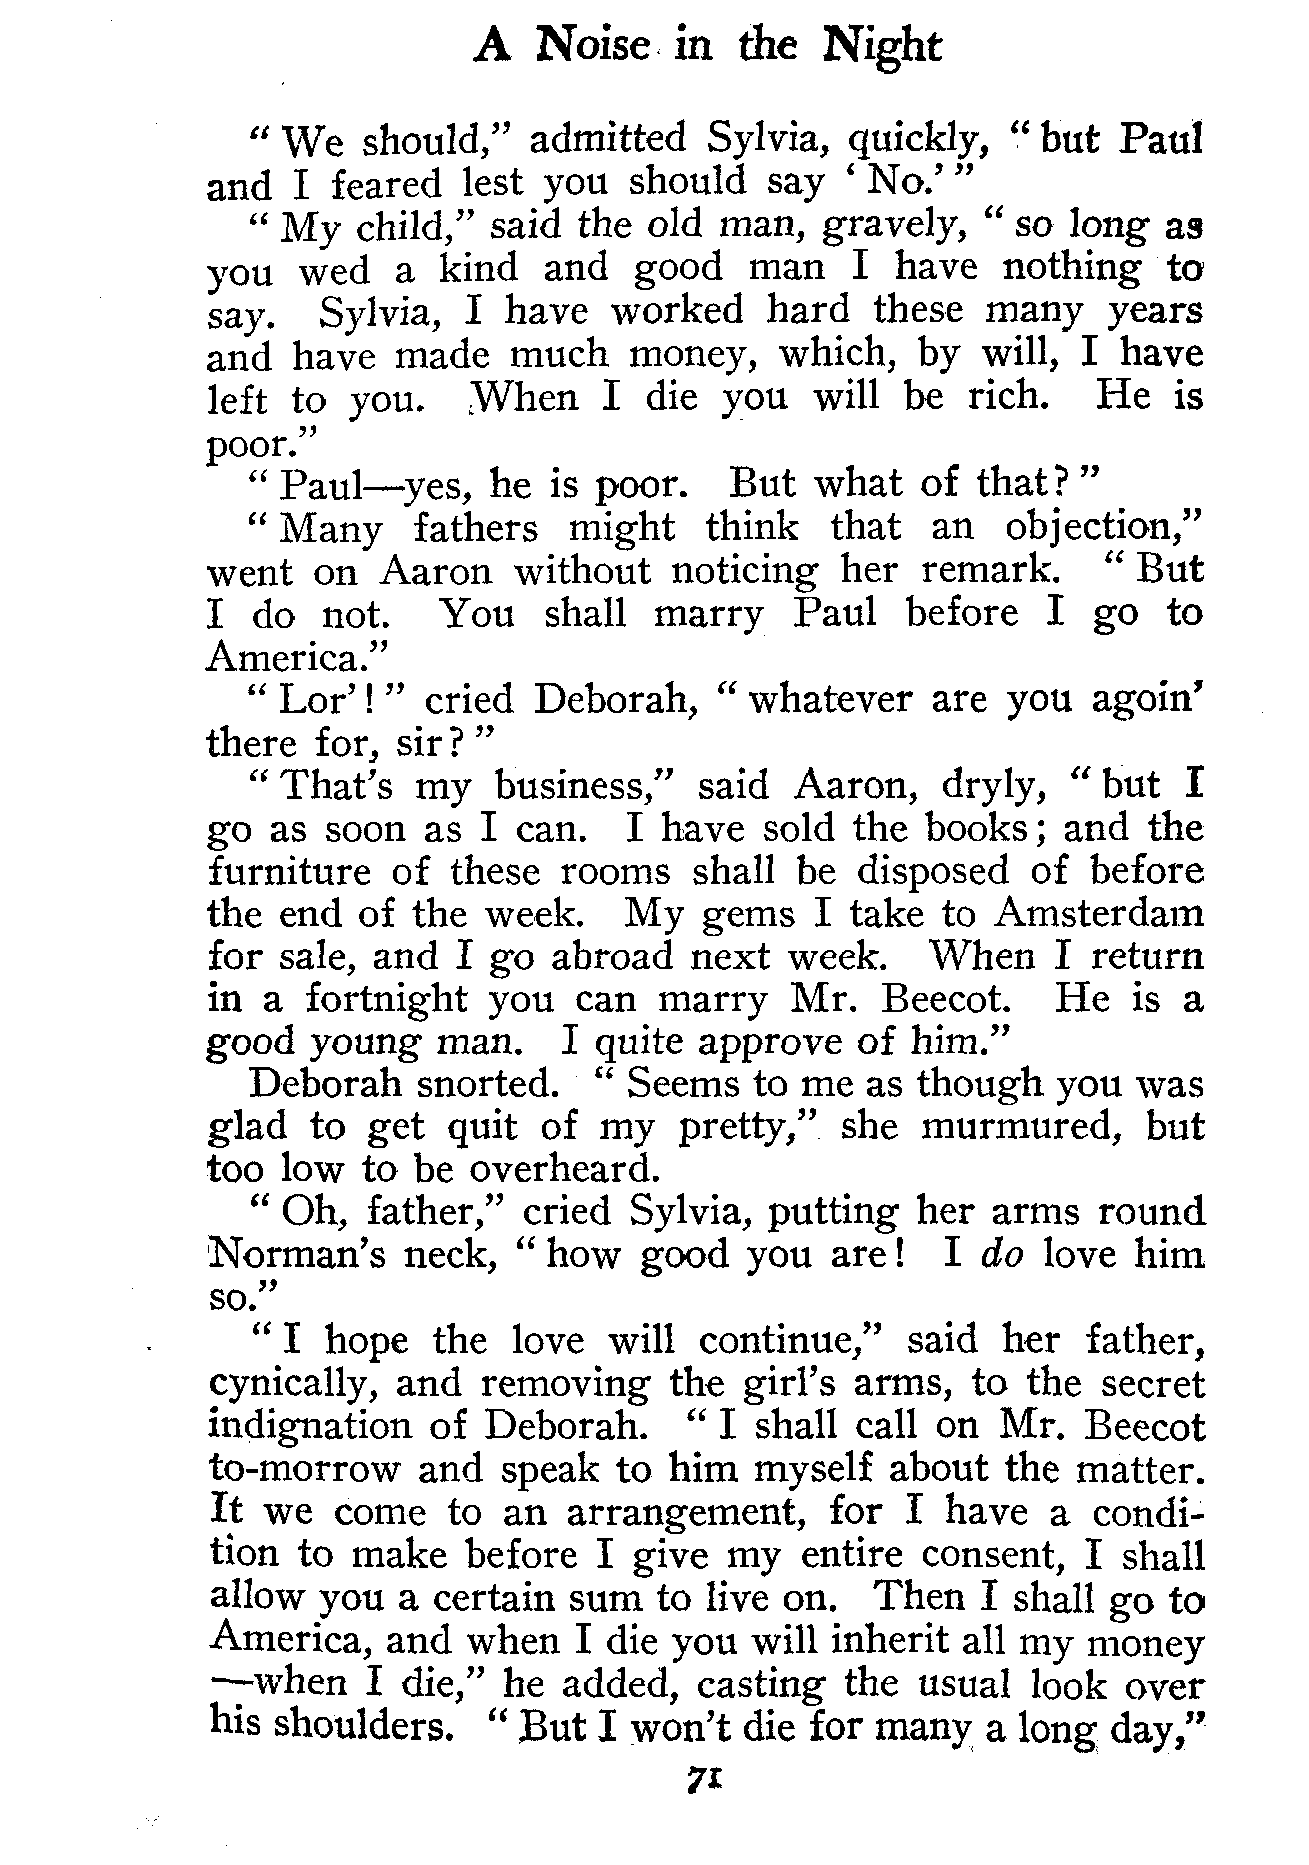 A Noise in the Night
“ We should,” admitted Sylvia, quickly, “ but Paul
and I feared lest you should say ‘ No.’ ”
“ My child,” said the old man, gravely, “ so long as
you wed a kind and good man I have nothing to
say. Sylvia, I have worked hard these many years
and have made much money, which, by will, I have
left to you. When I die you will be rich. He is
poor.”
“ Paul—yes, he is poor. But what of that? ”
“ Many fathers might think that an objection,”
went on Aaron without noticing her remark. “ But
I do not. You shall marry Paul before I go to
America.”
“ Lor’! ” cried Deborah, “ whatever are you agoin’
there for, sir? ”
“ That’s my business,” said Aaron, dryly, “ but I
go as soon as I can. I have sold the books; and the
furniture of these rooms shall be disposed of before
the end of the week. My gems I take to Amsterdam
for sale, and I go abroad next week. When I return
in a fortnight you can marry Mr. Beecot. He is a
good young man. I quite approve of him.”
Deborah snorted. “ Seems to me as though you was
glad to get quit of my pretty,” she murmured, but
too low to be overheard.
“ Oh, father,” cried Sylvia, putting her arms round
Norman’s neck, “ how good you are! I do love him
so.”
“ I hope the love will continue,” said her father,
cynically, and removing the girl’s arms, to the secret
indignation of Deborah. “ I shall call on Mr. Beecot
to-morrow and speak to him myself about the matter.
It we come to an arrangement, for I have a condi-
tion to make before I give my entire consent, I shall
allow you a certain sum to live on. Then I shall go to
America, and when I die you will inherit all my money
—when I die,” he added, casting the usual look over
his shoulders. “ But I won’t die for many a long day,”
71